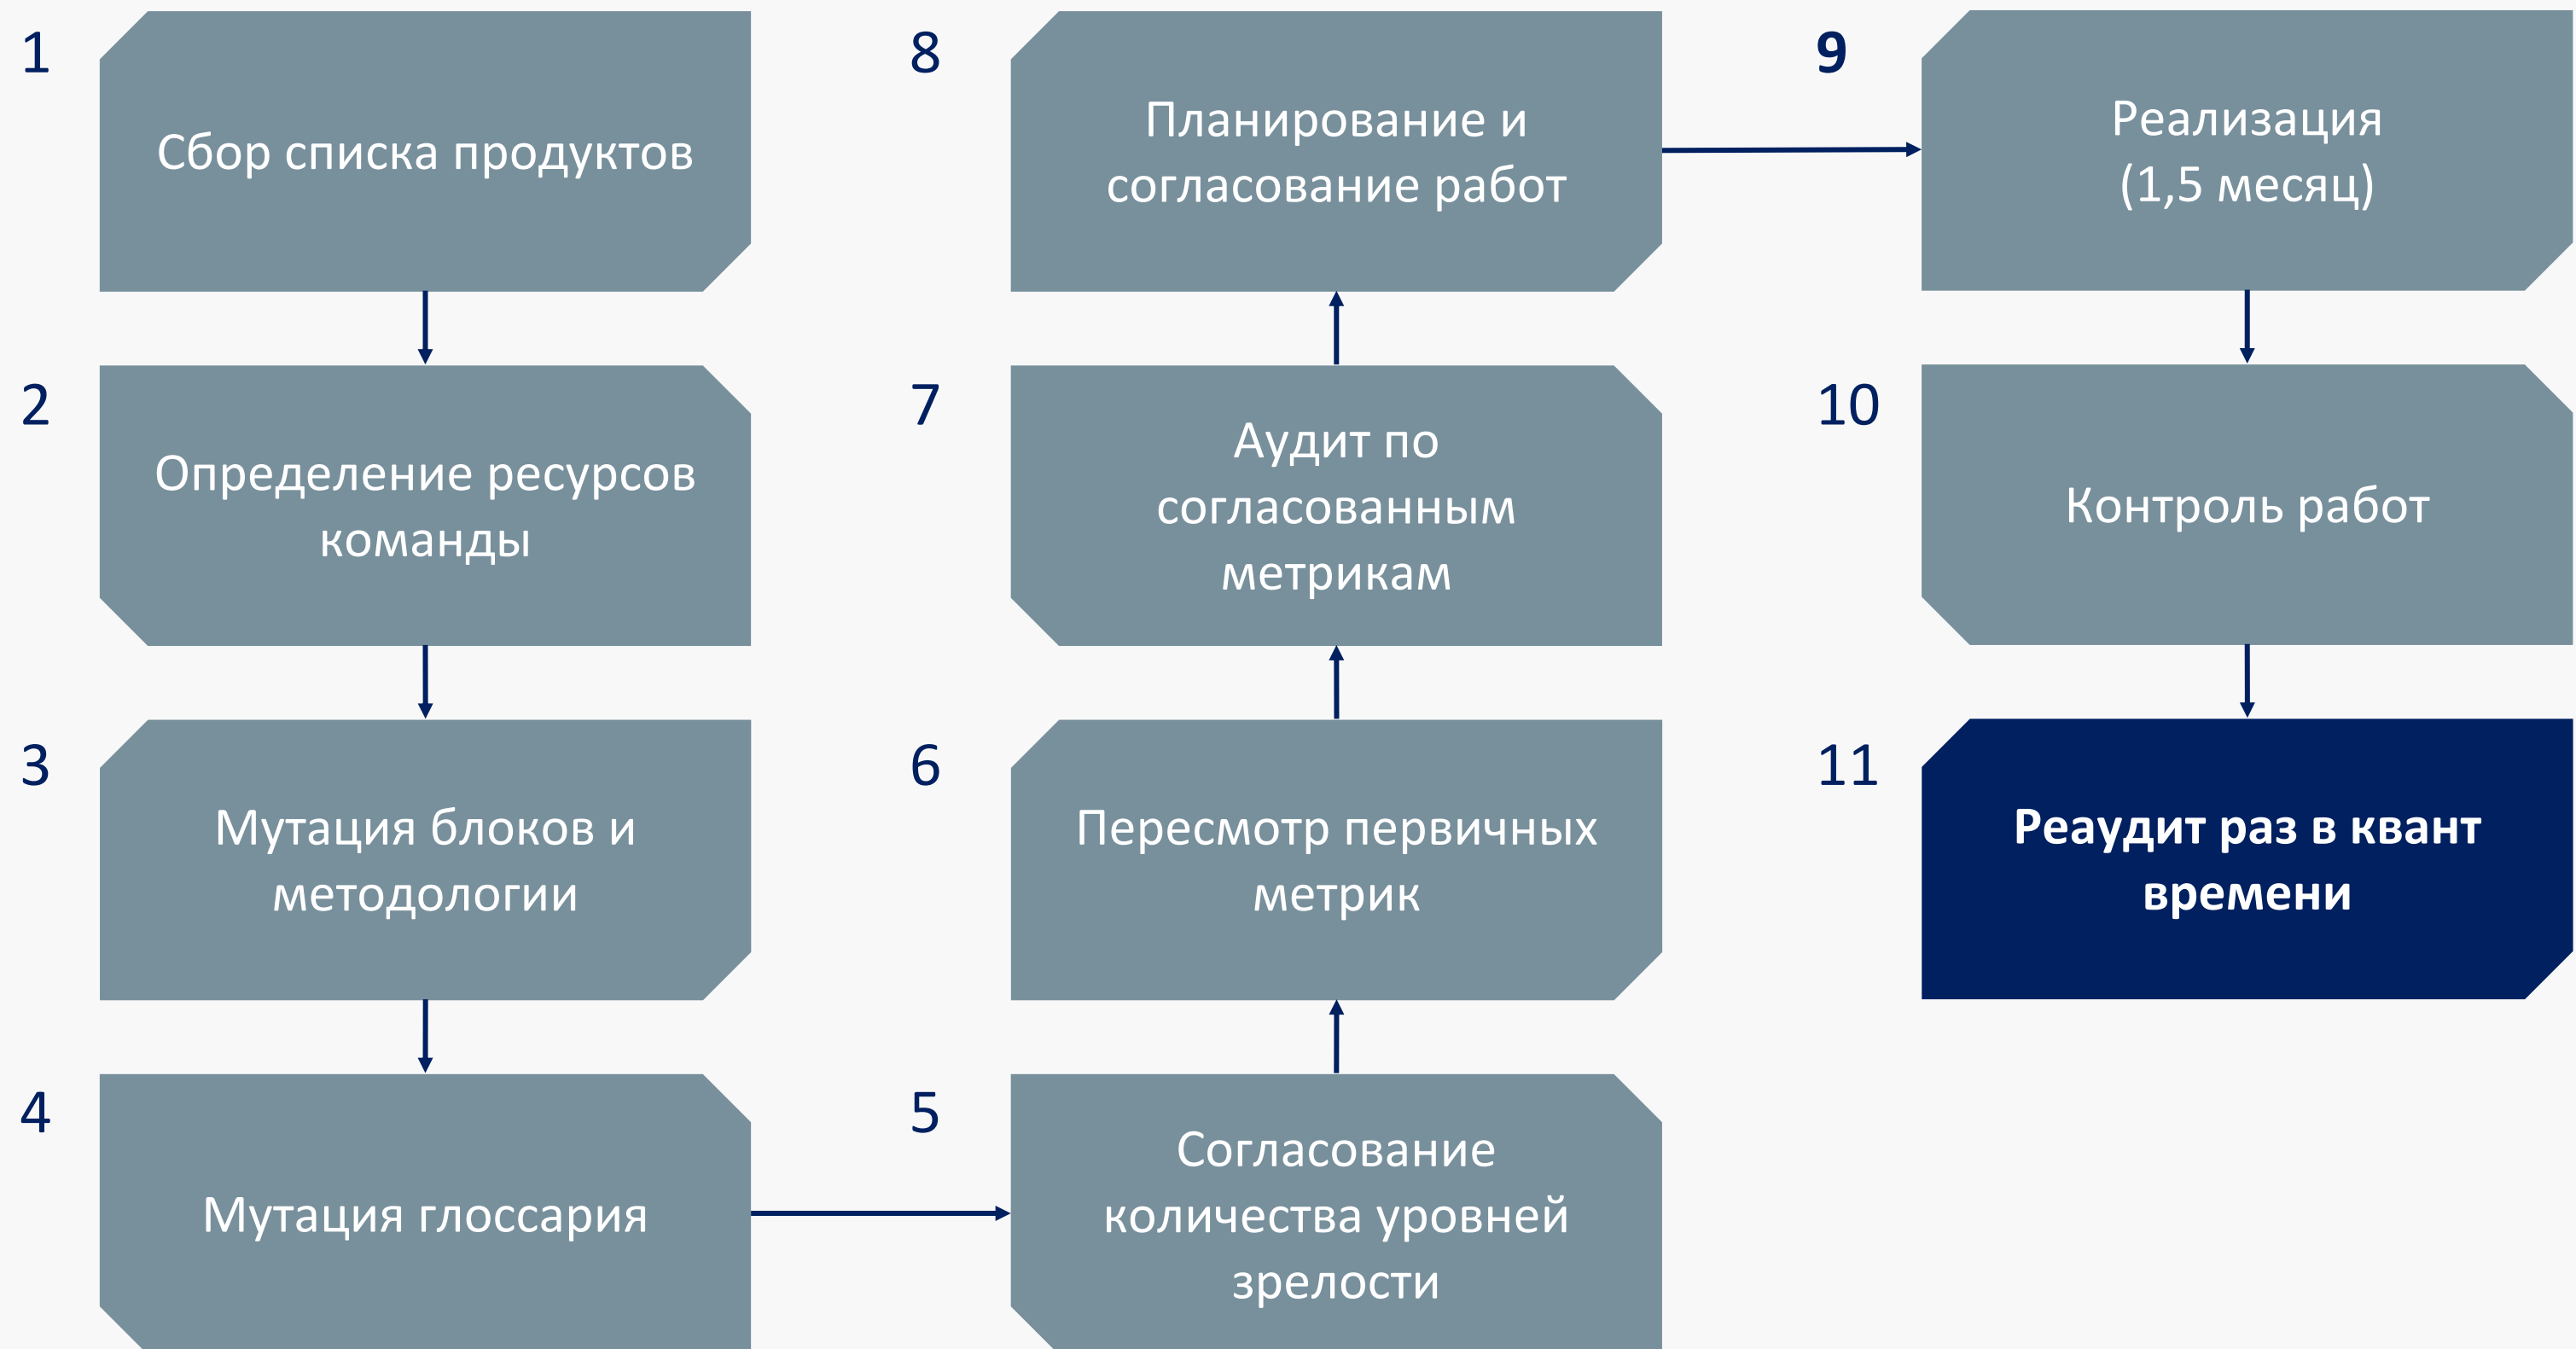 1
Сбор списка продуктов
2
Определение ресурсов
команды
3
Мутация блоков и
методологии
4
Мутация глоссария
5
Согласование
количества уровней
зрелости
6
Пересмотр первичных
метрик
7
Аудит по
согласованным
метрикам
8
Планирование и
согласование работ
9
Реализация
(1,5 месяц)
10
Контроль работ
11
Реаудит раз в квант
времени